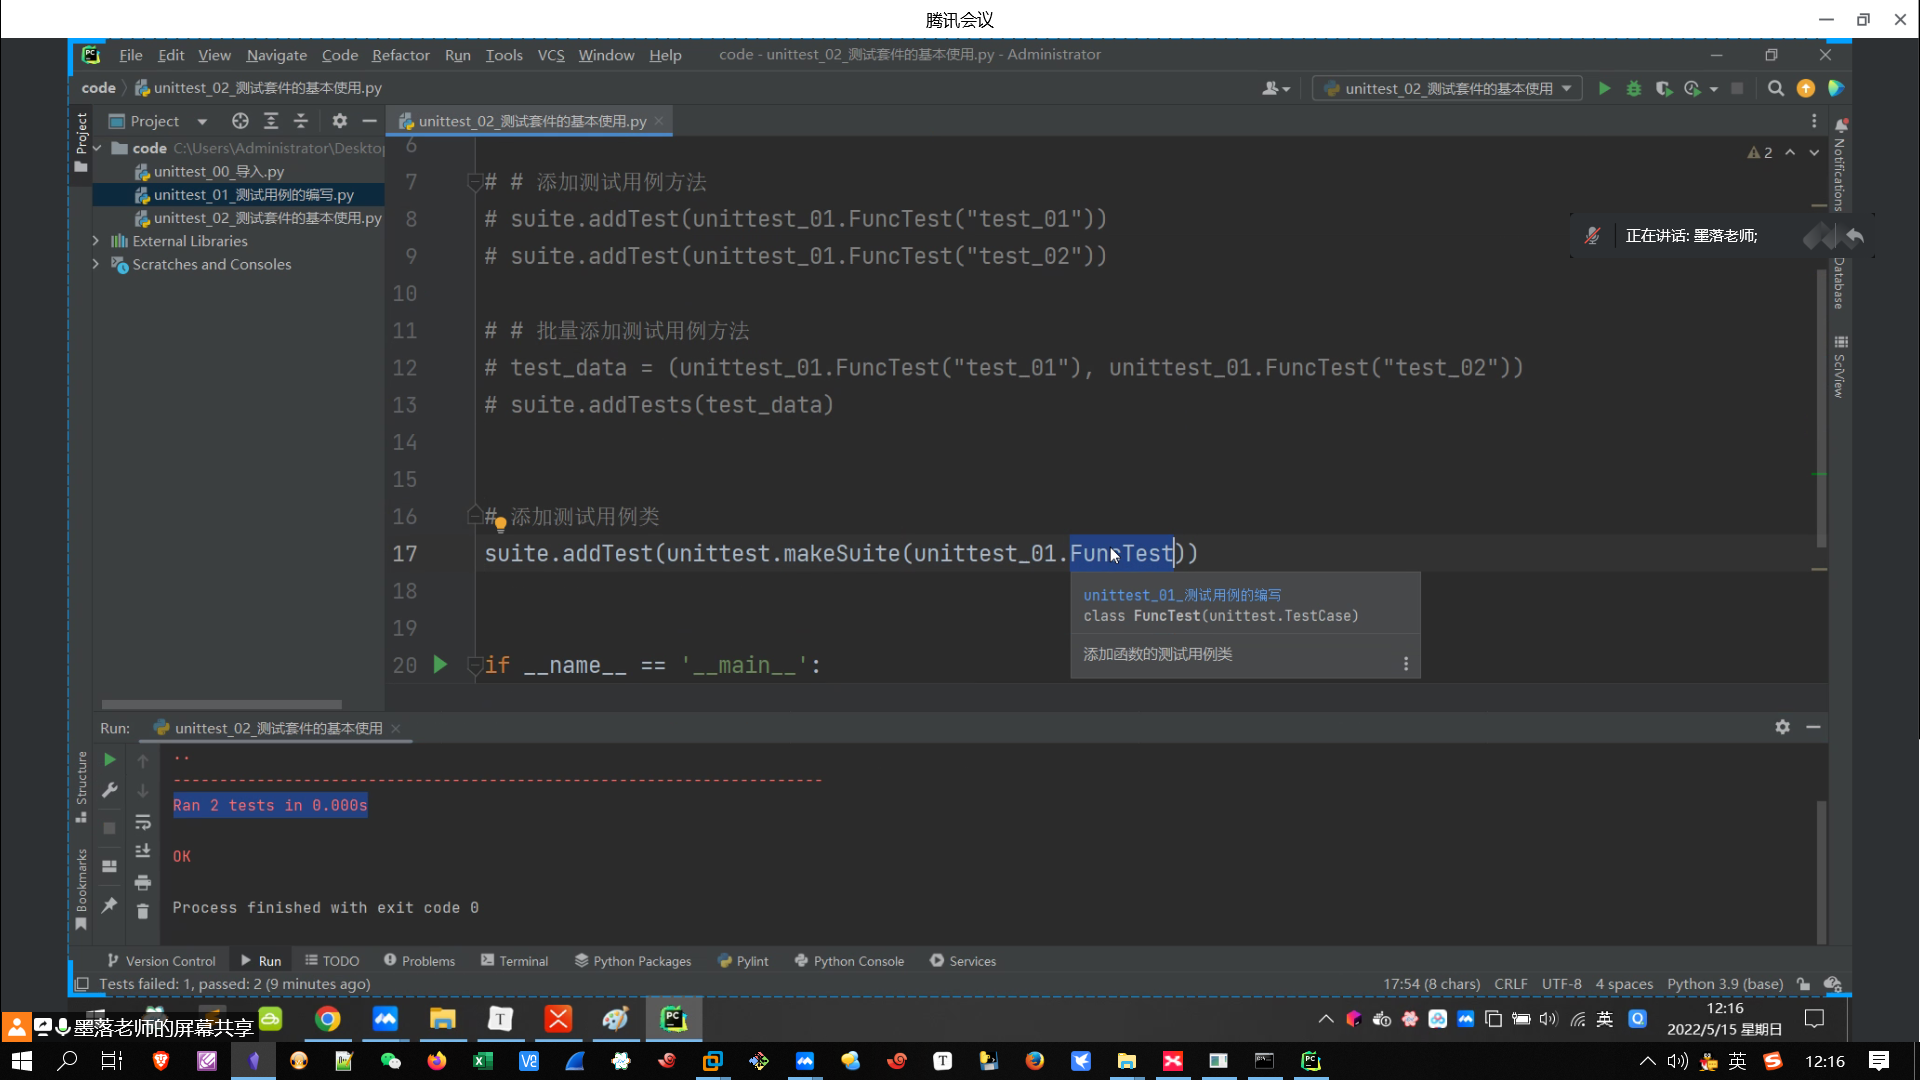 腾讯会议
File Edit View Navigate Code Refactor Run Tools VCS Window Help code - unittest_02_测试套件的基本使用.py - Administrator
code unittest_02_测试套件的基本使用.py
unittest_02_测试套件的基本使用
Project
unittest_02_测试套件的基本使用.py
Project
code C:\Users\Administrator\Deskto
unittest_00_导入.py
unittest_01_测试用例的编写.py
unittest_02_测试套件的基本使用.py
External Libraries
Scratches and Consoles
2
Notifications
Database
SciView
正在讲话: 墨落老师;
6
7 # # 添加测试用例方法
8 # suite.addTest(unittest_01.FuncTest("test_01"))
9 # suite.addTest(unittest_01.FuncTest("test_02"))
10
11 # # 批量添加测试用例方法
12 # test_data = (unittest_01.FuncTest("test_01"), unittest_01.FuncTest("test_02"))
13 # suite.addTests(test_data)
14
15
16 # 添加测试用例类
17 suite.addTest(unittest.makeSuite(unittest_01.FuncTest))
18
19
20 if __name__ == '__main__':
unittest_01_测试用例的编写
class FuncTest(unittest.TestCase)
添加函数的测试用例类
Run: unittest_02_测试套件的基本使用
Structure
Bookmarks
..
----------------------------------------------------------------------
Ran 2 tests in 0.000s
OK
Process finished with exit code 0
Version Control Run TODO Problems Terminal Python Packages Pylint Python Console Services
Tests failed: 1, passed: 2 (9 minutes ago)
17:54 (8 chars) CRLF UTF-8 4 spaces Python 3.9 (base)
墨落老师的屏幕共享
英
12:16
2022/5/15 星期日
英
12:16